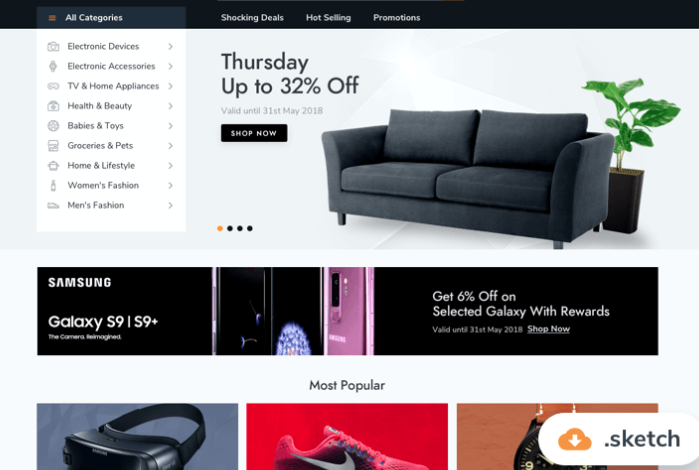 All Categories
Shocking Deals
Hot Selling
Promotions
Electronic Devices
Electronic Accessories
TV & Home Appliances
Health & Beauty
Babies & Toys
Groceries & Pets
Home & Lifestyle
Women's Fashion
Men's Fashion
Thursday
Up to 32% Off
Valid until 31st May 2018
SHOP NOW
SAMSUNG
Galaxy S9 | S9+
The Camera. Reimagined.
Get 6% Off on
Selected Galaxy With Rewards
Valid until 31st May 2018 Shop Now
Most Popular
.sketch